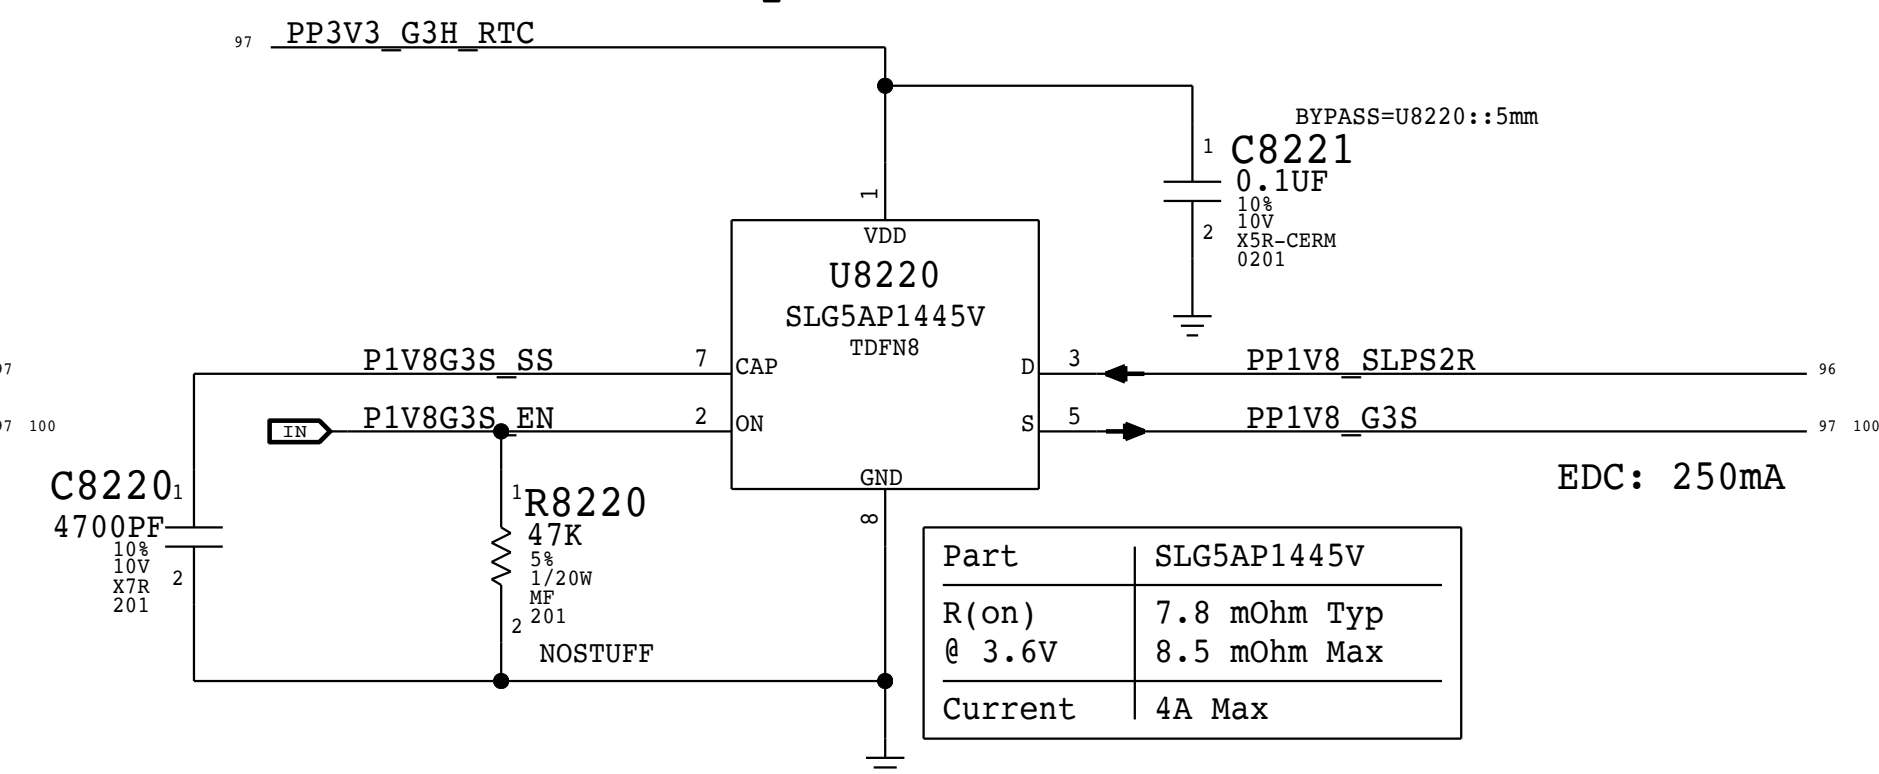 97 PP3V3_G3H_RTC
BYPASS=U8220::5mm
1 C8221
0.1UF
10%
10V
2 X5R-CERM
0201
1
VDD
U8220
SLG5AP1445V
TDFN8
97 P1V8G3S_SS 7 CAP
D 3 PP1V8_SLPS2R 96
97 100 IN P1V8G3S_EN 2 ON
S 5 PP1V8_G3S 97 100
GND
8
EDC: 250mA
C8220 1
4700PF
10%
10V
X7R 2
201
1 R8220
47K
5%
1/20W
MF
2 201
NOSTUFF
Part SLG5AP1445V
R(on) 7.8 mOhm Typ
@ 3.6V 8.5 mOhm Max
Current 4A Max